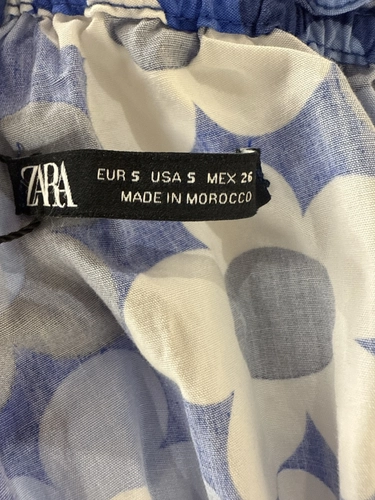 ZARA
EUR S USA S MEX 26
MADE IN MOROCCO